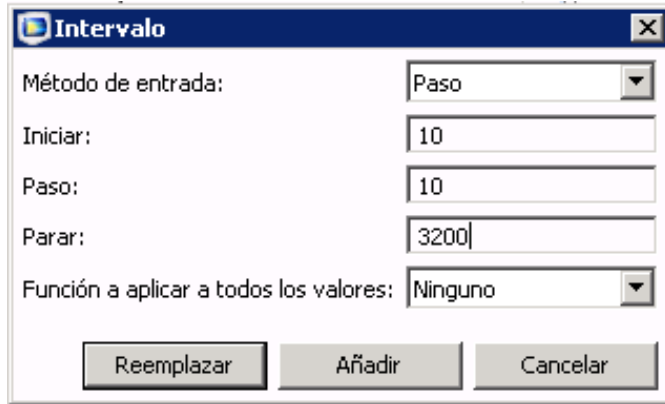 Intervalo
Método de entrada: Paso
Iniciar: 10
Paso: 10
Parar: 3200
Función a aplicar a todos los valores: Ninguno
Reemplazar Añadir Cancelar